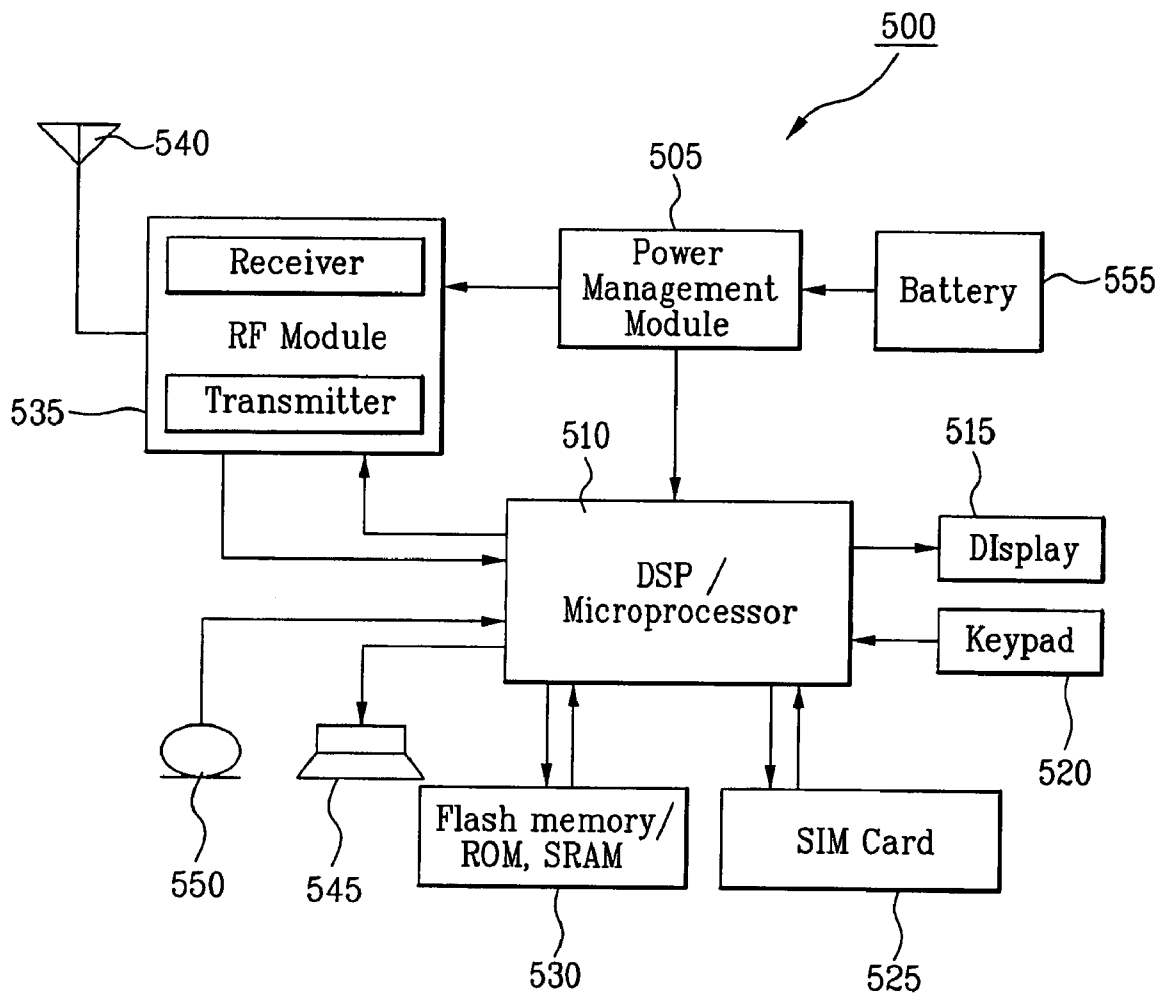 500
540
505
Receiver
RF Module
Transmitter
535
Power
Management
Module
Battery
555
510
515
DSP /
Microprocessor
DIsplay
Keypad
520
550
545
Flash memory/
ROM, SRAM
530
SIM Card
525